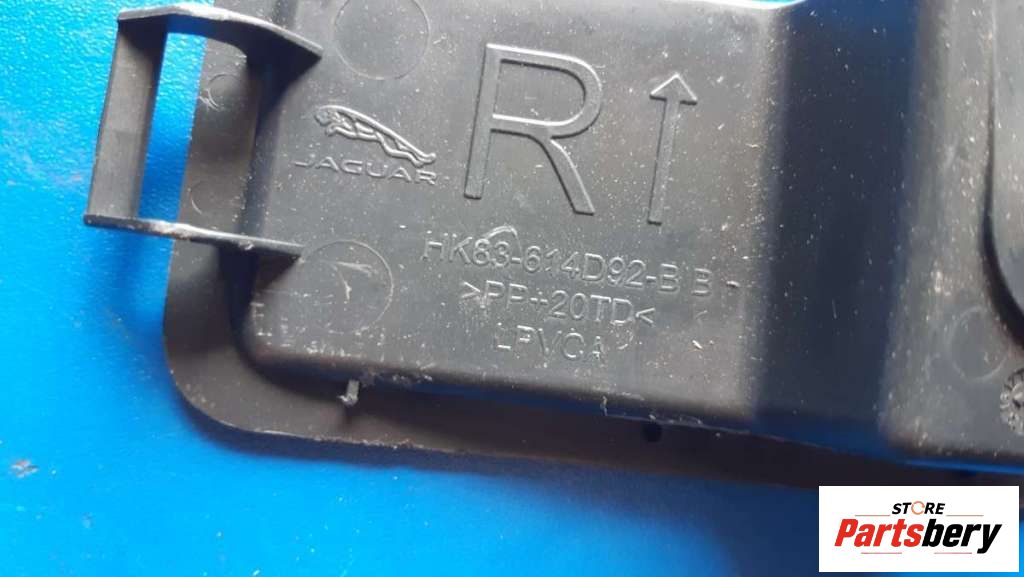 R
JAGUAR
HK83-614D92-B B
>PP+20TD<
LPVCA
STORE
Partsbery